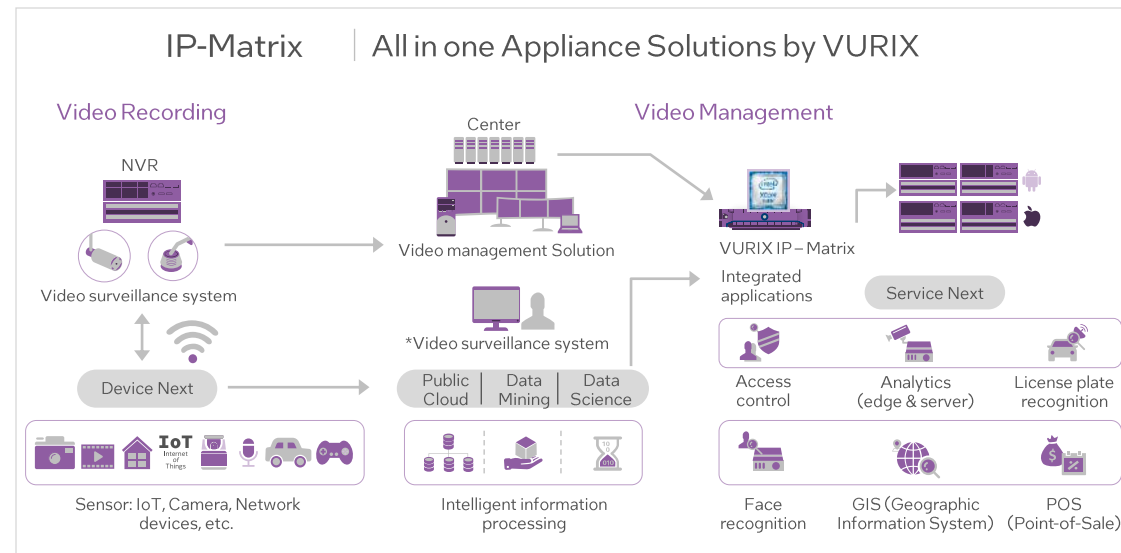 IP-Matrix
All in one Appliance Solutions by VURIX
Video Recording
NVR
Video surveillance system
Device Next
IoT
Internet
of
Things
Sensor: IoT, Camera, Network
devices, etc.
Center
Video management Solution
*Video surveillance system
Public
Cloud
Data
Mining
Data
Science
Intelligent information
processing
Video Management
XEON
VURIX IP – Matrix
Integrated
applications
Service Next
Access
control
Analytics
(edge & server)
License plate
recognition
Face
recognition
GIS (Geographic
Information System)
POS
(Point-of-Sale)